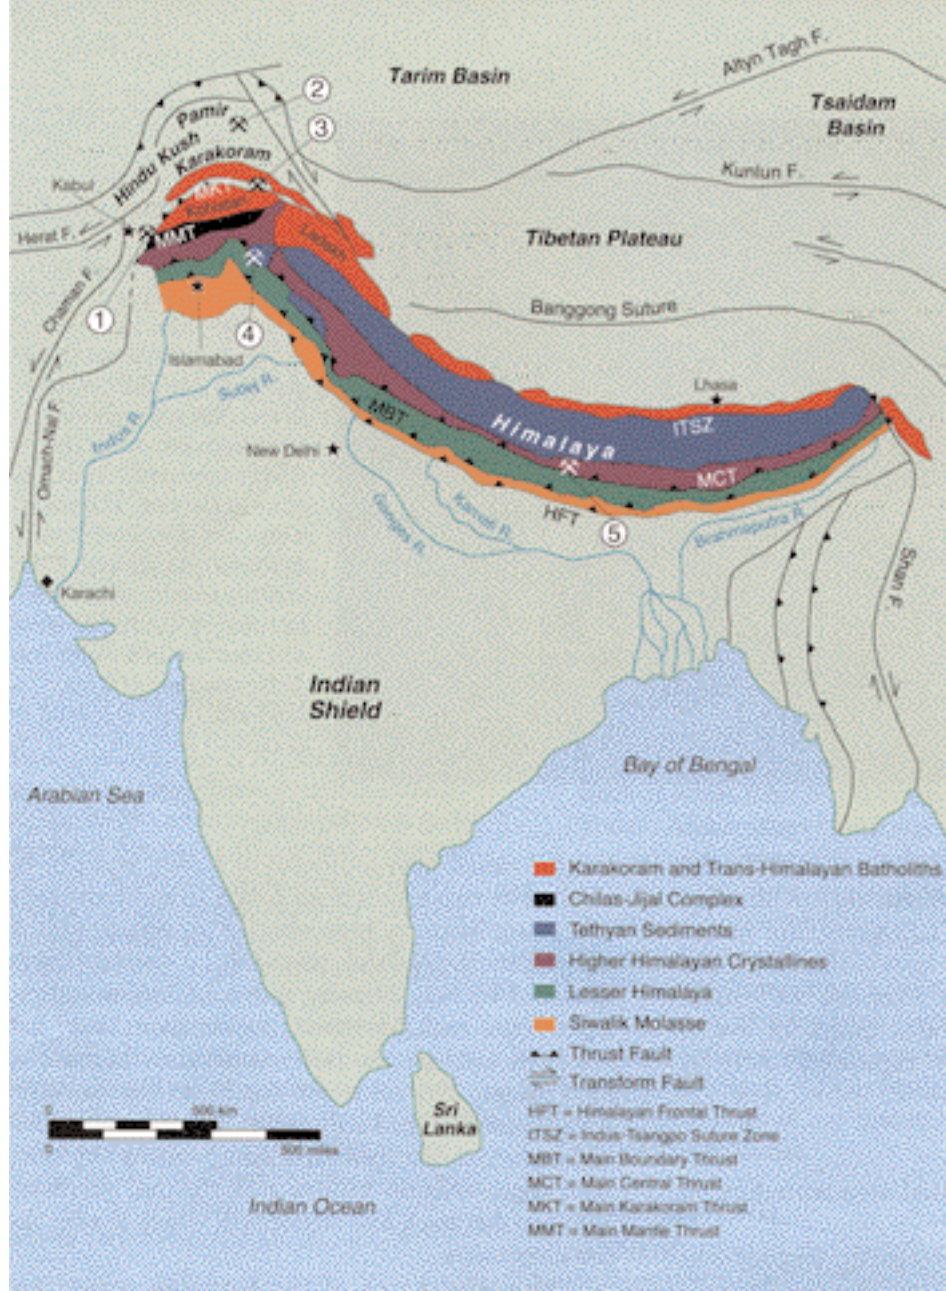 Tarim Basin
Altyn Tagh F.
Tsaidam
Basin
2
Pamir
3
Hindu Kush
Karakoram
Kunlun F.
Kabul
MKT
Kohistan
Herat F.
MMT
Ladakh
Tibetan Plateau
Chaman F.
Banggong Suture
1
4
Islamabad
Sutlej R.
Lhasa
MBT
Himalaya
ITSZ
Indus R.
Ornach-Nal F.
New Delhi
MCT
HFT
Ganges R.
Karnali R.
5
Brahmaputra R.
Shan F.
Karachi
Indian
Shield
Bay of Bengal
Arabian Sea
Karakoram and Trans-Himalayan Batholiths
Chilas-Jijal Complex
Tethyan Sediments
Higher Himalayan Crystallines
Lesser Himalaya
Siwalik Molasse
Thrust Fault
Transform Fault
HFT = Himalayan Frontal Thrust
ITSZ = Indus-Tsangpo Suture Zone
MBT = Main Boundary Thrust
MCT = Main Central Thrust
MKT = Main Karakoram Thrust
MMT = Main Mantle Thrust
0 500 km
0 500 miles
Sri
Lanka
Indian Ocean